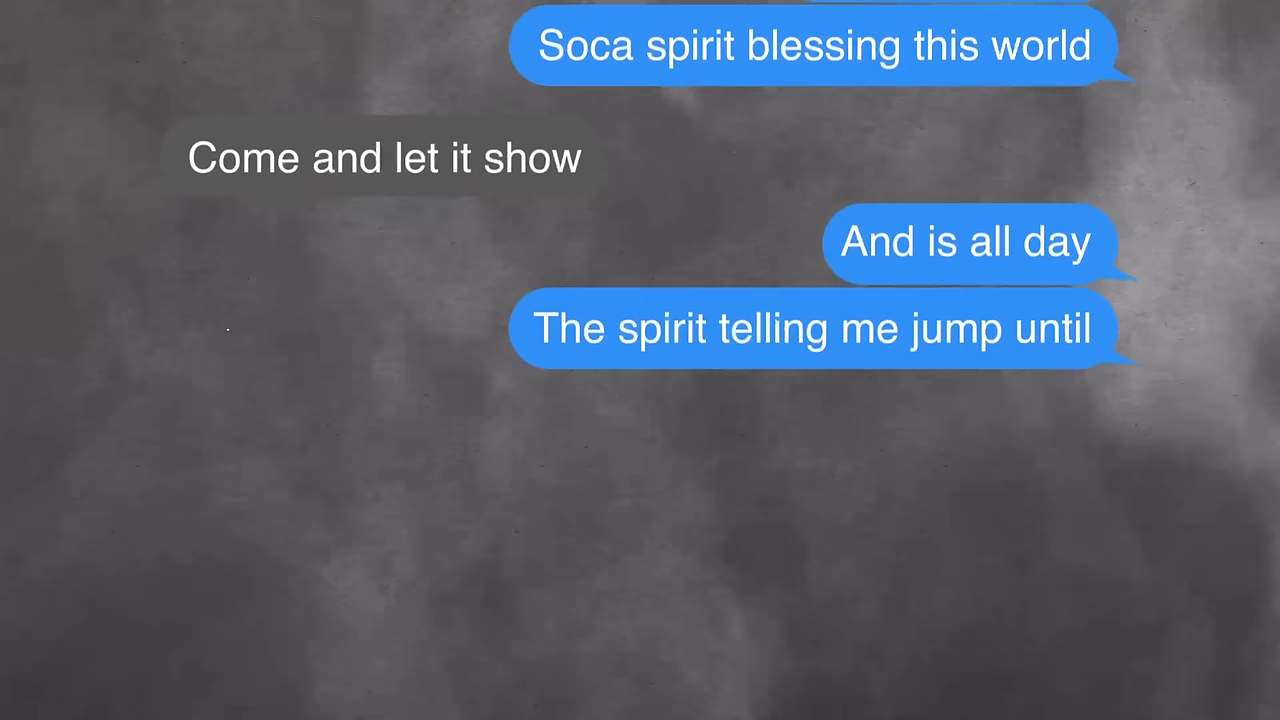 Soca spirit blessing this world
Come and let it show
And is all day
The spirit telling me jump until